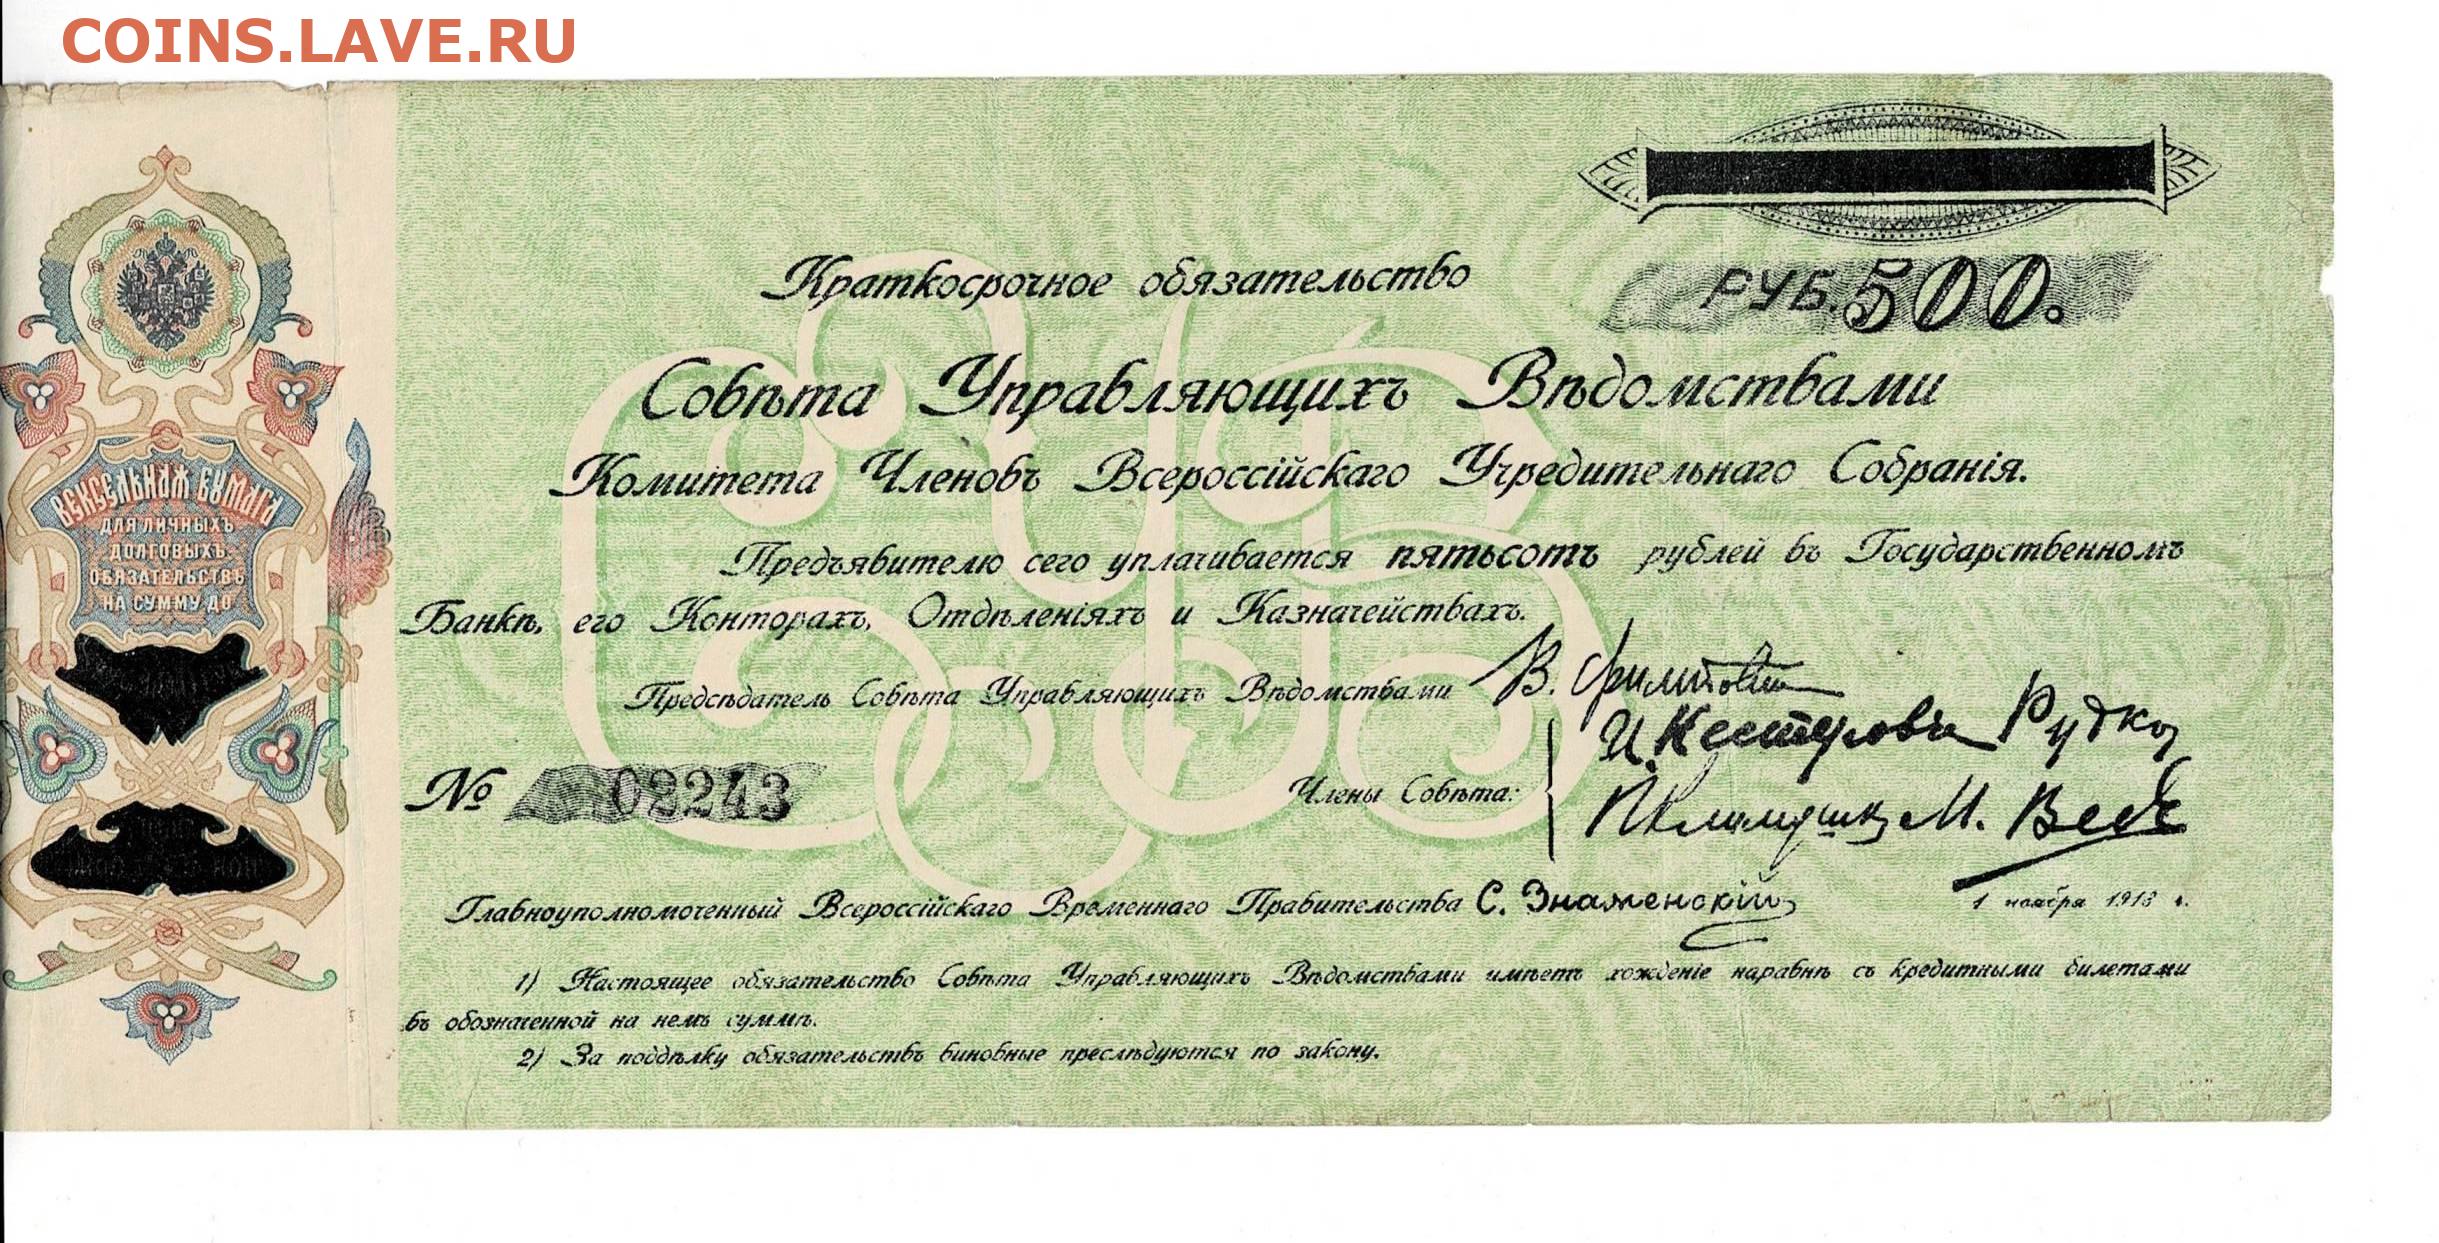 COINS.LAVE.RU
ВЕКСЕЛЬНАЯ БУМАГА
ДЛЯ ЛИЧНЫХЪ
ДОЛГОВЫХЪ
ОБЯЗАТЕЛЬСТВЪ
НА СУММУ ДО
Краткосрочное обязательство
РУБ. 500.
Совѣта Управляющихъ Вѣдомствами
Комитета Членовъ Всероссійскаго Учредительнаго Собранія.
Предъявителю сего уплачивается пятьсотъ рублей въ Государственномъ
Банкѣ, его Конторахъ, Отдѣленіяхъ и Казначействахъ.
Предсѣдатель Совѣта Управляющихъ Вѣдомствами В.
И. Нестеровъ Рудко
№ 02243
Члены Совѣта:
П. Климушкъ М.
Главноуполномоченный Всероссійскаго Временнаго Правительства С. Знаменскій
1 ноября 1918 г.
1) Настоящее обязательство Совѣта Управляющихъ Вѣдомствами имѣетъ хожденіе наравнѣ съ кредитными билетами
въ обозначенной на немъ суммѣ.
2) За поддѣлку обязательствъ виновные преслѣдуются по закону.